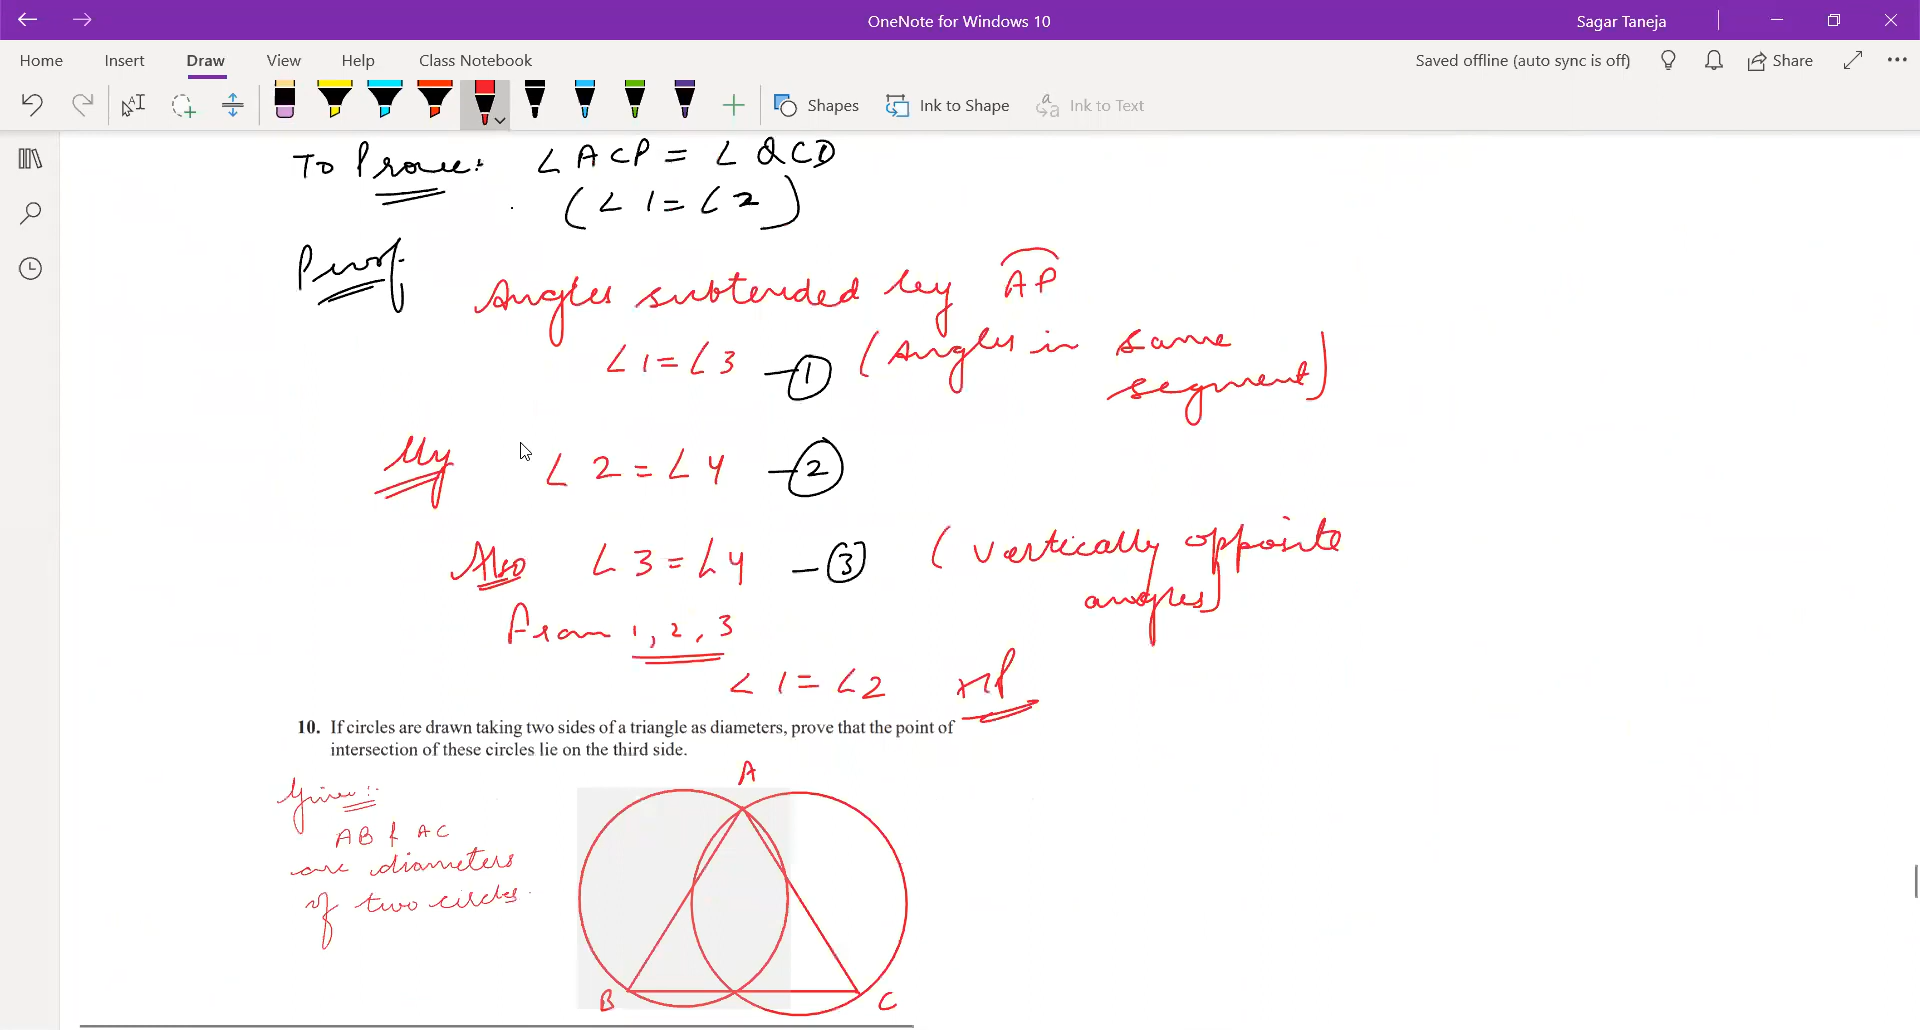 OneNote for Windows 10
Sagar Taneja
Home Insert Draw View Help Class Notebook
Saved offline (auto sync is off) Share
Shapes Ink to Shape Ink to Text
To Prove: ∠ACP = ∠QCD
(∠1 = ∠2)
Proof
Angles subtended by AP
∠1 = ∠3 - 1 (Angles in same
segment)
lly ∠2 = ∠4 - 2
Also ∠3 = ∠4 - 3 (vertically opposite
angles)
From 1, 2, 3
∠1 = ∠2 HP
10. If circles are drawn taking two sides of a triangle as diameters, prove that the point of
intersection of these circles lie on the third side.
Given:
AB & AC
are diameters
of two circles.
A
B
C